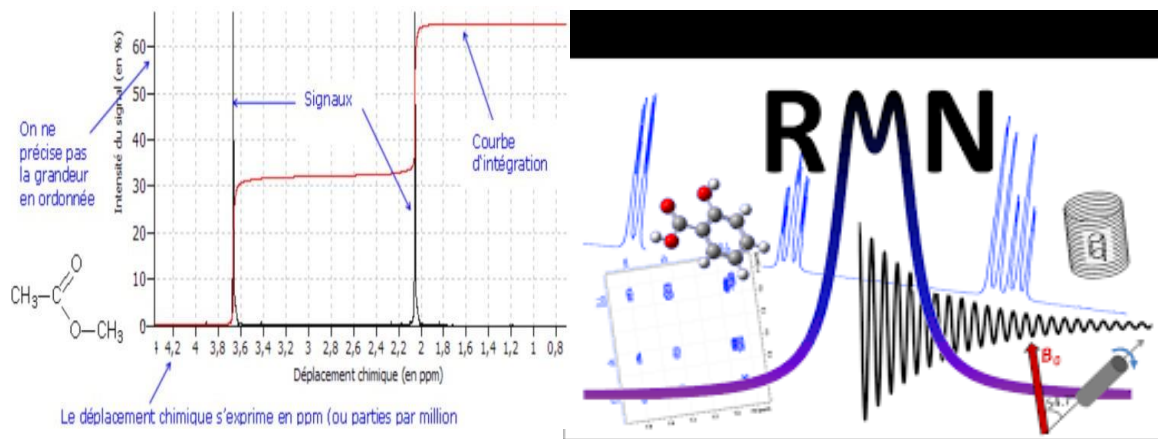 Intensité du signal (en %)
60
50
40
30
20
10
0
On ne
précise pas
la grandeur
en ordonnée
Signaux
Courbe
d'intégration
CH₃—C
O
O—CH₃
4,2 4 3,8 3,6 3,4 3,2 3 2,8 2,6 2,4 2,2 2 1,8 1,6 1,4 1,2 1 0,8
Déplacement chimique (en ppm)
Le déplacement chimique s'exprime en ppm (ou parties par million
RMN
B₀